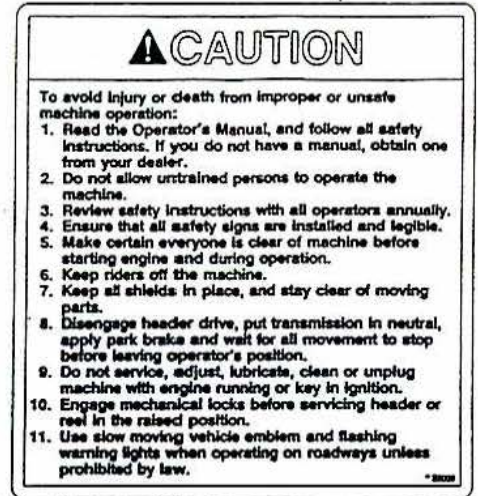 CAUTION
To avoid injury or death from improper or unsafe
machine operation:
1. Read the Operator's Manual, and follow all safety
instructions. If you do not have a manual, obtain one
from your dealer.
2. Do not allow untrained persons to operate the
machine.
3. Review safety instructions with all operators annually.
4. Ensure that all safety signs are installed and legible.
5. Make certain everyone is clear of machine before
starting engine and during operation.
6. Keep riders off the machine.
7. Keep all shields in place, and stay clear of moving
parts.
8. Disengage header drive, put transmission in neutral,
apply park brake and wait for all movement to stop
before leaving operator's position.
9. Do not service, adjust, lubricate, clean or unplug
machine with engine running or key in ignition.
10. Engage mechanical locks before servicing header or
reel in the raised position.
11. Use slow moving vehicle emblem and flashing
warning lights when operating on roadways unless
prohibited by law.